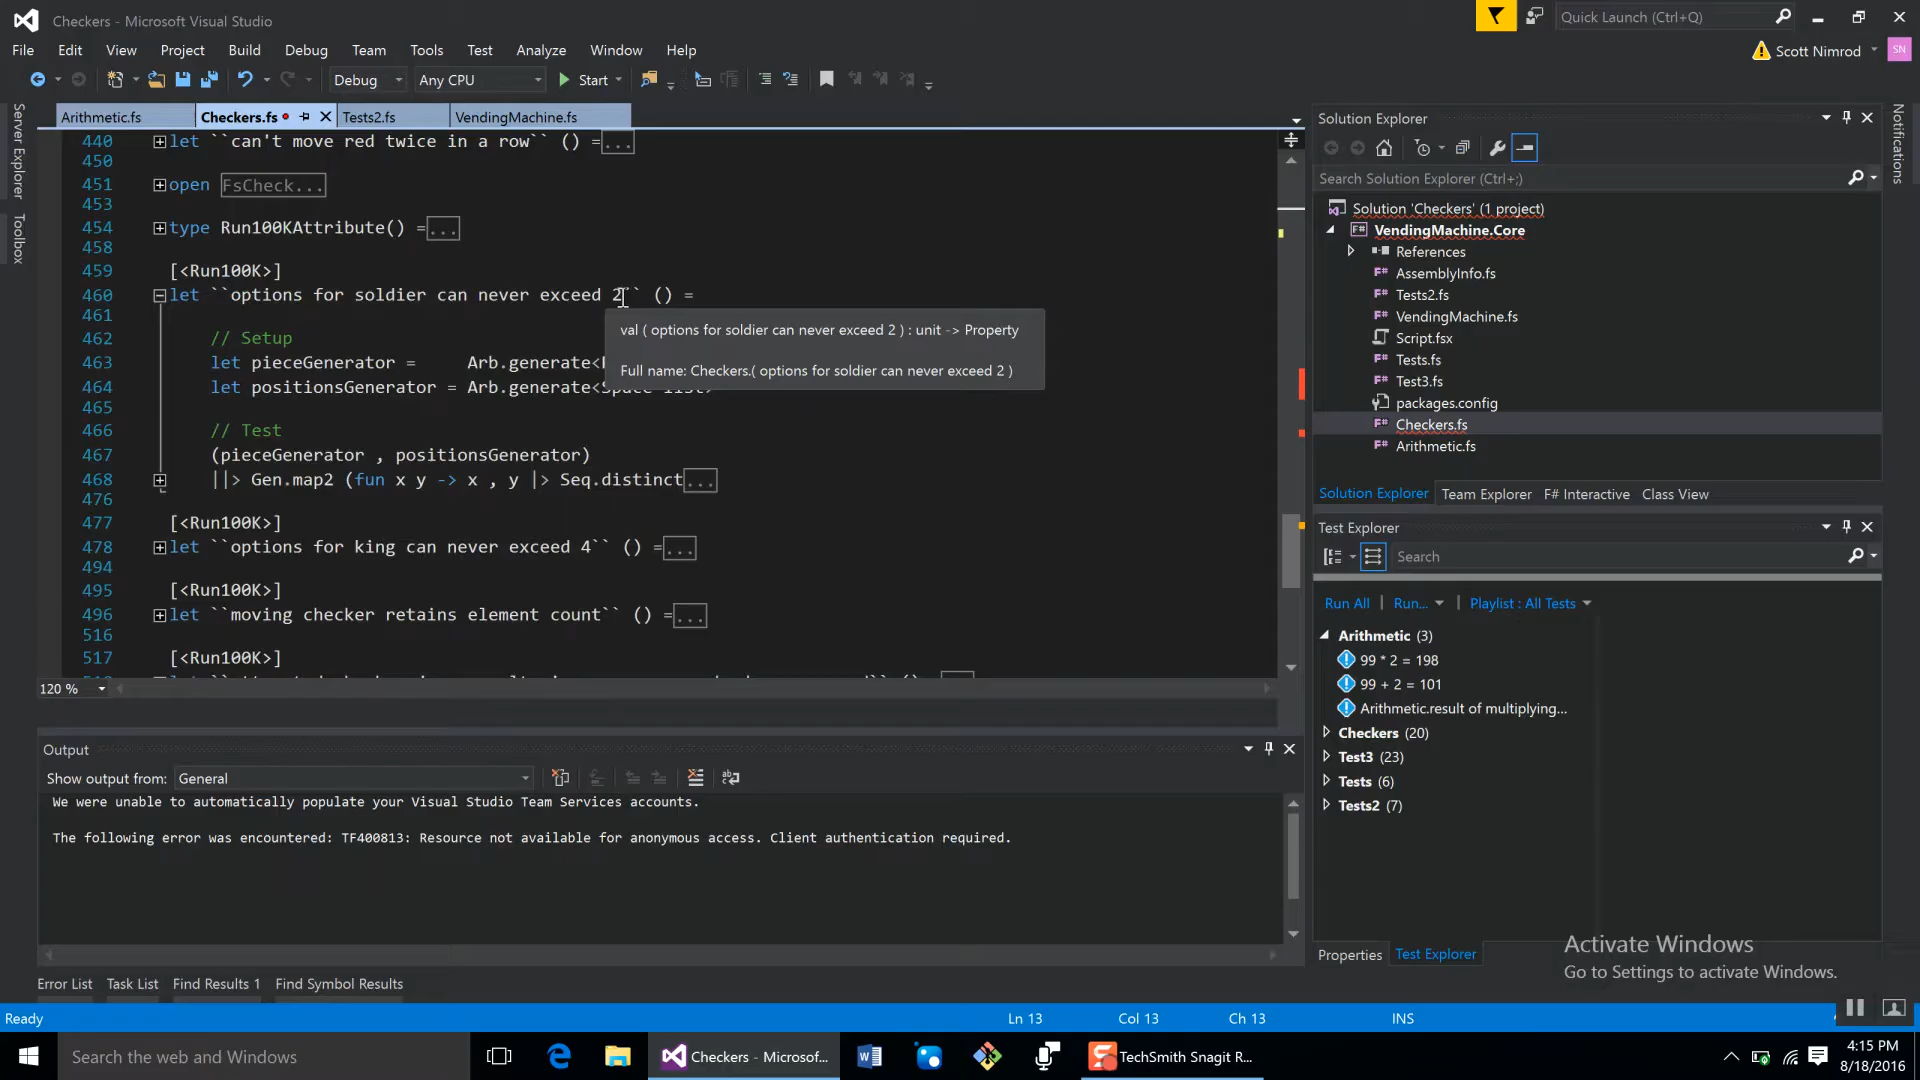 Checkers - Microsoft Visual Studio
Quick Launch (Ctrl+Q)
File Edit View Project Build Debug Team Tools Test Analyze Window Help
Scott Nimrod SN
Debug Any CPU Start
Server Explorer
Toolbox
Notifications
Arithmetic.fs Checkers.fs Tests2.fs VendingMachine.fs
440 let ``can't move red twice in a row`` () =...
450
451 open FsCheck...
453
454 type Run100KAttribute() =...
458
459 [<Run100K>]
460 let ``options for soldier can never exceed 2`` () =
461
462 // Setup
463 let pieceGenerator = Arb.generate<
464 let positionsGenerator = Arb.generate<Space list>
465
466 // Test
467 (pieceGenerator , positionsGenerator)
468 ||> Gen.map2 (fun x y -> x , y |> Seq.distinct...
476
477 [<Run100K>]
478 let ``options for king can never exceed 4`` () =...
494
495 [<Run100K>]
496 let ``moving checker retains element count`` () =...
516
517 [<Run100K>]
val ( options for soldier can never exceed 2 ) : unit -> Property
Full name: Checkers.( options for soldier can never exceed 2 )
120 %
Output
Show output from: General
We were unable to automatically populate your Visual Studio Team Services accounts.
The following error was encountered: TF400813: Resource not available for anonymous access. Client authentication required.
Error List Task List Find Results 1 Find Symbol Results
Solution Explorer
Search Solution Explorer (Ctrl+;)
Solution 'Checkers' (1 project)
VendingMachine.Core
References
AssemblyInfo.fs
Tests2.fs
VendingMachine.fs
Script.fsx
Tests.fs
Test3.fs
packages.config
Checkers.fs
Arithmetic.fs
Solution Explorer Team Explorer F# Interactive Class View
Test Explorer
Search
Run All Run... Playlist : All Tests
Arithmetic (3)
99 * 2 = 198
99 + 2 = 101
Arithmetic.result of multiplying...
Checkers (20)
Test3 (23)
Tests (6)
Tests2 (7)
Activate Windows
Go to Settings to activate Windows.
Properties Test Explorer
Ready Ln 13 Col 13 Ch 13 INS
Search the web and Windows
Checkers - Microsof...
TechSmith Snagit R...
4:15 PM
8/18/2016